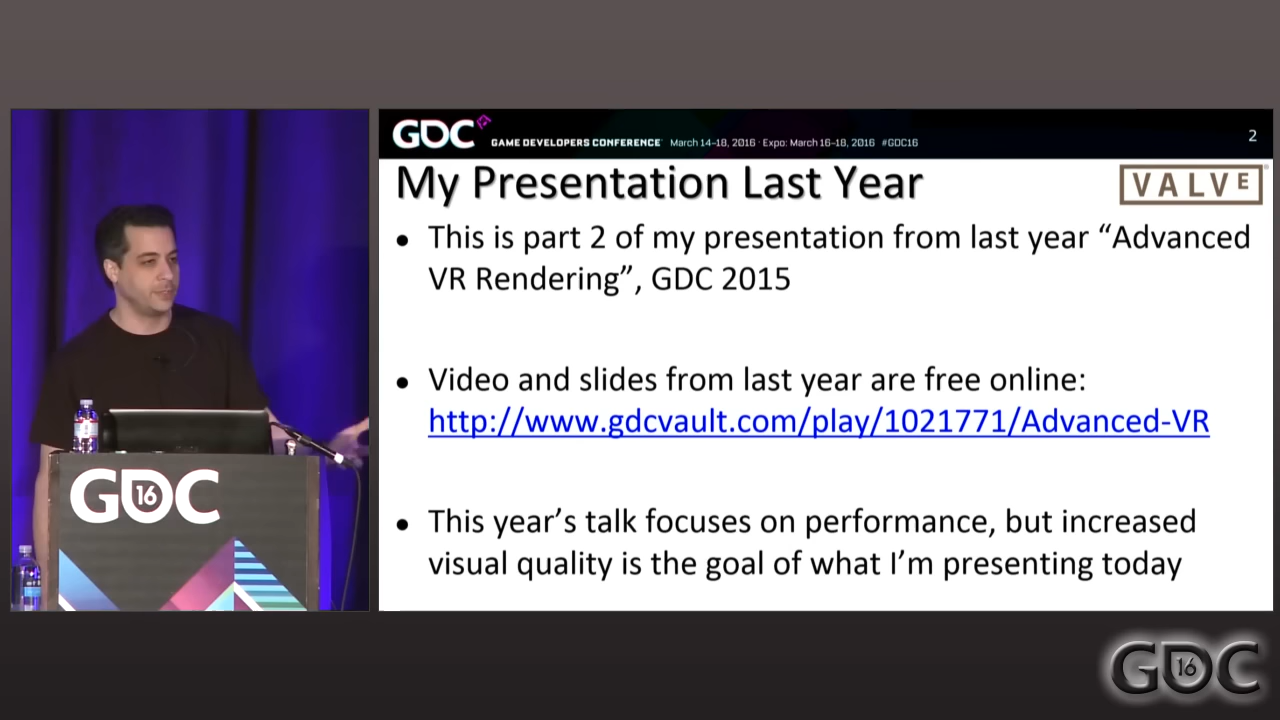 GDC
GAME DEVELOPERS CONFERENCE March 14–18, 2016 · Expo: March 16–18, 2016 #GDC16
2
My Presentation Last Year
VALVE
• This is part 2 of my presentation from last year “Advanced
VR Rendering”, GDC 2015
• Video and slides from last year are free online:
http://www.gdcvault.com/play/1021771/Advanced-VR
• This year’s talk focuses on performance, but increased
visual quality is the goal of what I’m presenting today
GDC 16
GDC 16